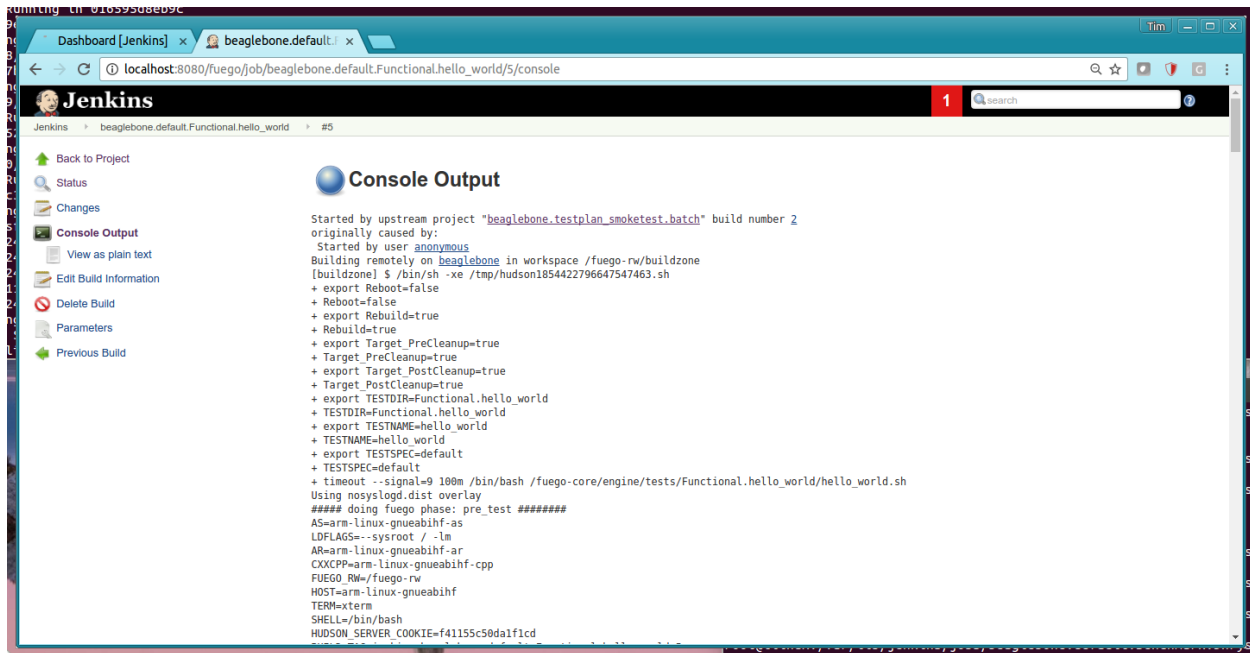 Running in 016595d8eb9c
Tim
Dashboard [Jenkins] ×
beaglebone.default.F ×
localhost:8080/fuego/job/beaglebone.default.Functional.hello_world/5/console
Jenkins
1
search
Jenkins beaglebone.default.Functional.hello_world #5
Back to Project
Status
Changes
Console Output
View as plain text
Edit Build Information
Delete Build
Parameters
Previous Build
Console Output
Started by upstream project "beaglebone.testplan_smoketest.batch" build number 2
originally caused by:
Started by user anonymous
Building remotely on beaglebone in workspace /fuego-rw/buildzone
[buildzone] $ /bin/sh -xe /tmp/hudson1854422796647547463.sh
+ export Reboot=false
+ Reboot=false
+ export Rebuild=true
+ Rebuild=true
+ export Target_PreCleanup=true
+ Target_PreCleanup=true
+ export Target_PostCleanup=true
+ Target_PostCleanup=true
+ export TESTDIR=Functional.hello_world
+ TESTDIR=Functional.hello_world
+ export TESTNAME=hello_world
+ TESTNAME=hello_world
+ export TESTSPEC=default
+ TESTSPEC=default
+ timeout --signal=9 100m /bin/bash /fuego-core/engine/tests/Functional.hello_world/hello_world.sh
Using nosyslogd.dist overlay
##### doing fuego phase: pre_test ########
AS=arm-linux-gnueabihf-as
LDFLAGS=--sysroot / -lm
AR=arm-linux-gnueabihf-ar
CXXCPP=arm-linux-gnueabihf-cpp
FUEGO_RW=/fuego-rw
HOST=arm-linux-gnueabihf
TERM=xterm
SHELL=/bin/bash
HUDSON_SERVER_COOKIE=f41155c50da1f1cd